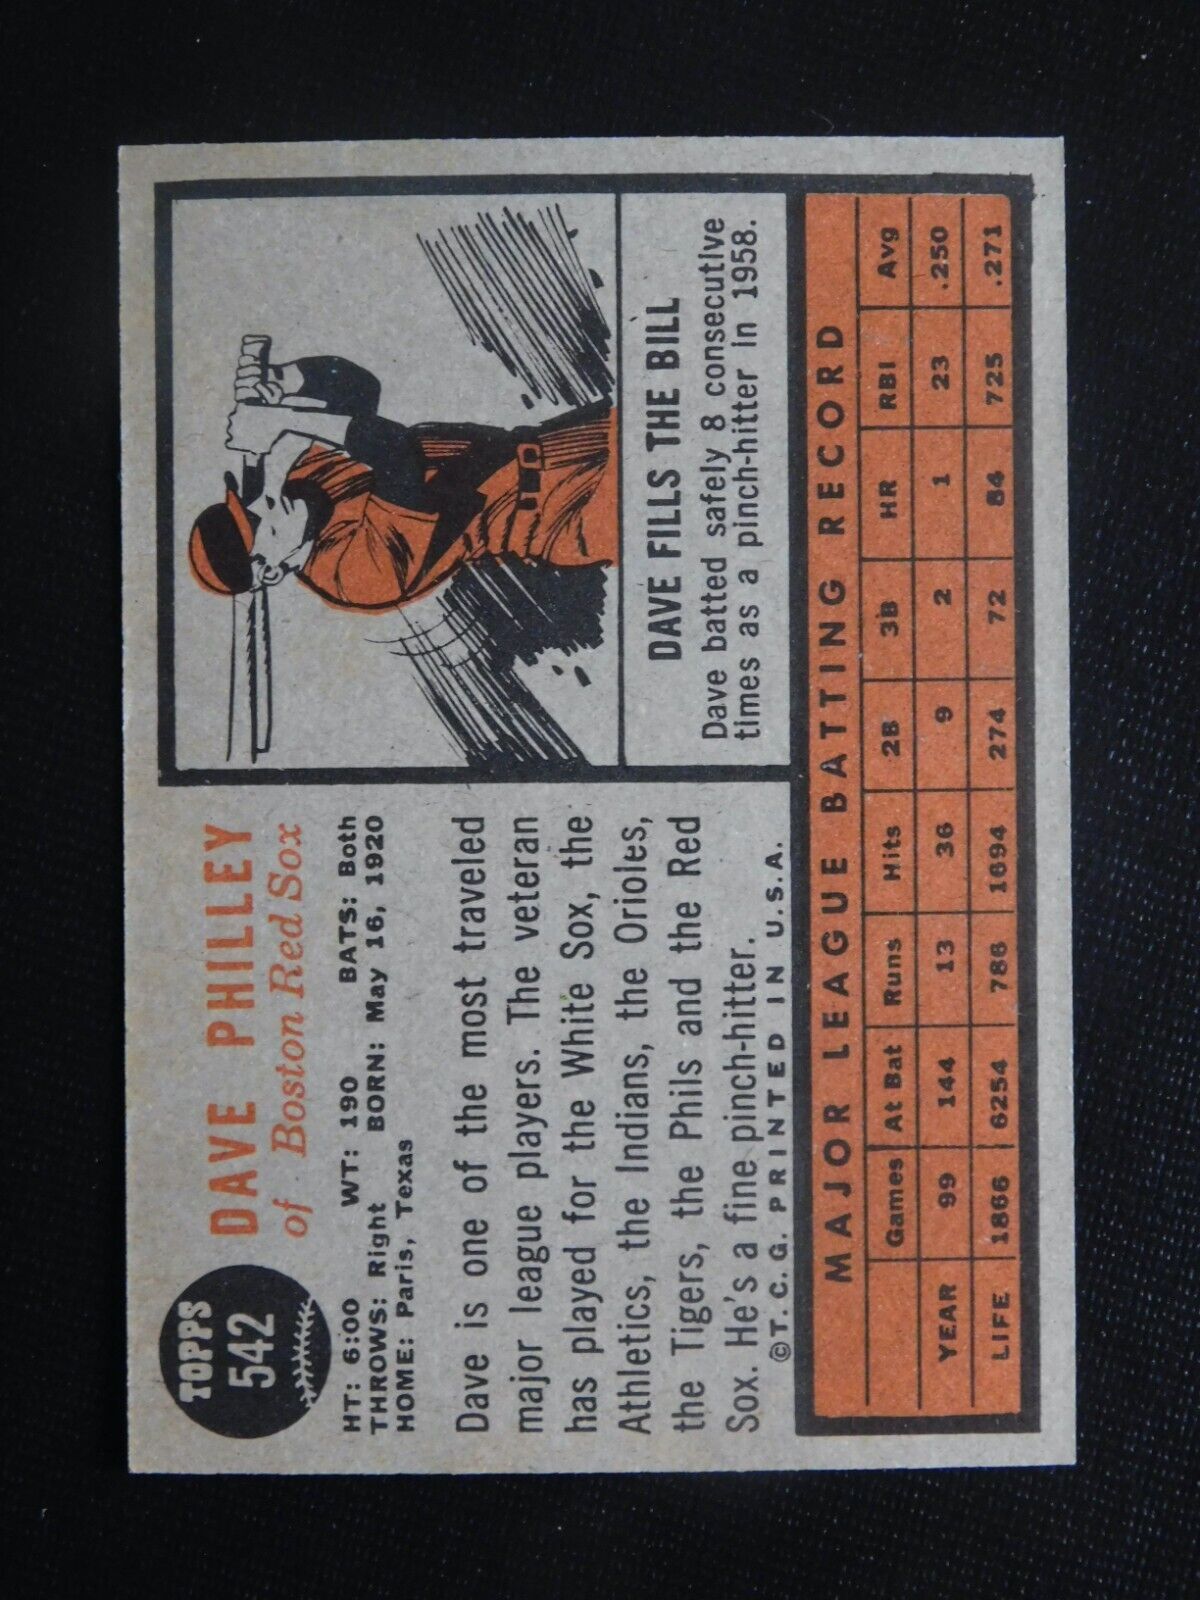 TOPPS
542
DAVE PHILLEY
of Boston Red Sox
HT: 6:00 WT: 190 BATS: Both
THROWS: Right BORN: May 16, 1920
HOME: Paris, Texas
Dave is one of the most traveled
major league players. The veteran
has played for the White Sox, the
Athletics, the Indians, the Orioles,
the Tigers, the Phils and the Red
Sox. He's a fine pinch-hitter.
©T. C. G. PRINTED IN U.S.A.
DAVE FILLS THE BILL
Dave batted safely 8 consecutive
times as a pinch-hitter in 1958.
MAJOR LEAGUE BATTING RECORD
Games At Bat Runs Hits 2B 3B HR RBI Avg
YEAR 99 144 13 36 9 2 1 23 .250
LIFE 1866 6254 786 1694 274 72 84 725 .271